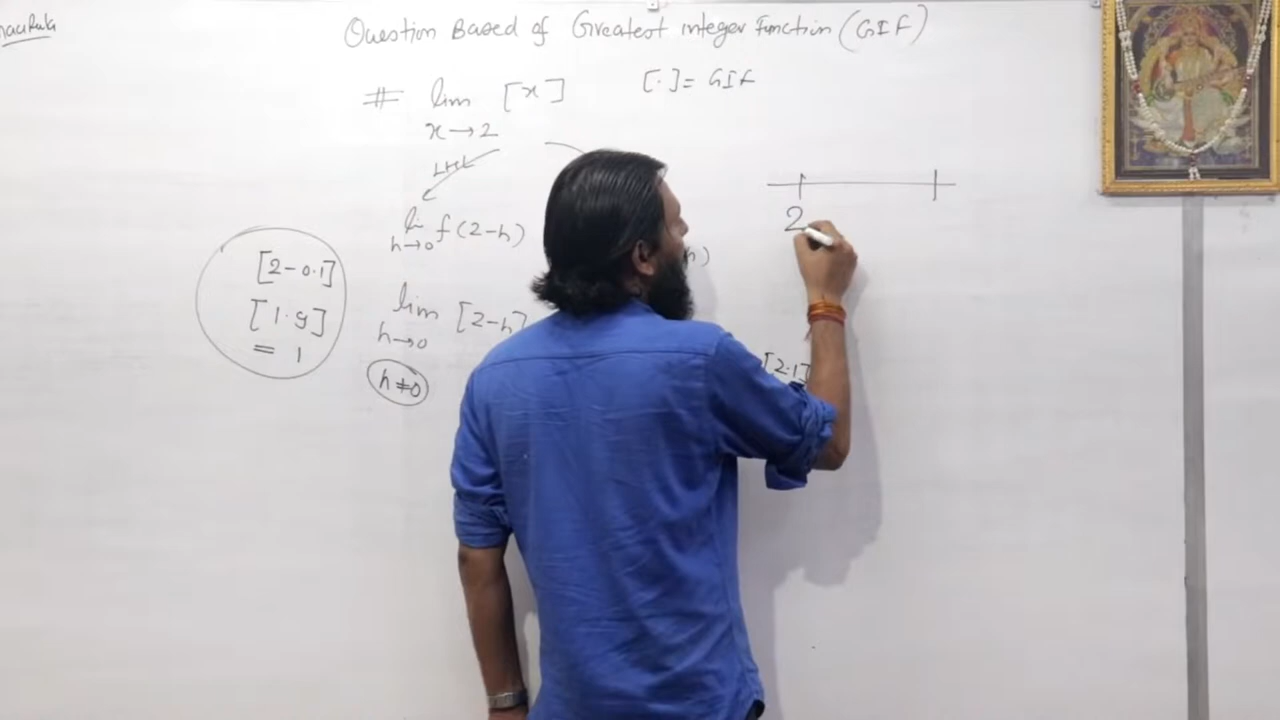 Question Based of Greatest integer Function (GIF)
# lim [x] [.] = GIF
x→2
LHL
lim f(2-h)
h→0
h)
[2-0.1]
[1.9]
= 1
lim [2-h]
h→0
h≠0
2
[2.1]